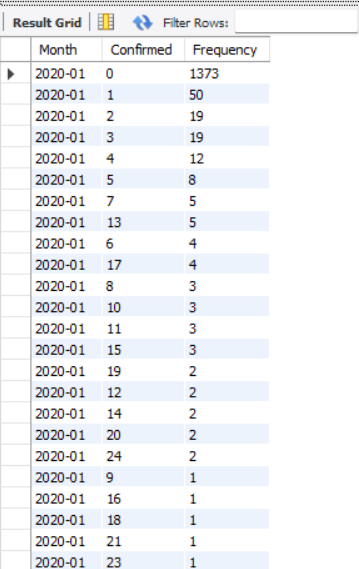 Result Grid Filter Rows:
Month Confirmed Frequency
2020-01 0 1373
2020-01 1 50
2020-01 2 19
2020-01 3 19
2020-01 4 12
2020-01 5 8
2020-01 7 5
2020-01 13 5
2020-01 6 4
2020-01 17 4
2020-01 8 3
2020-01 10 3
2020-01 11 3
2020-01 15 3
2020-01 19 2
2020-01 12 2
2020-01 14 2
2020-01 20 2
2020-01 24 2
2020-01 9 1
2020-01 16 1
2020-01 18 1
2020-01 21 1
2020-01 23 1